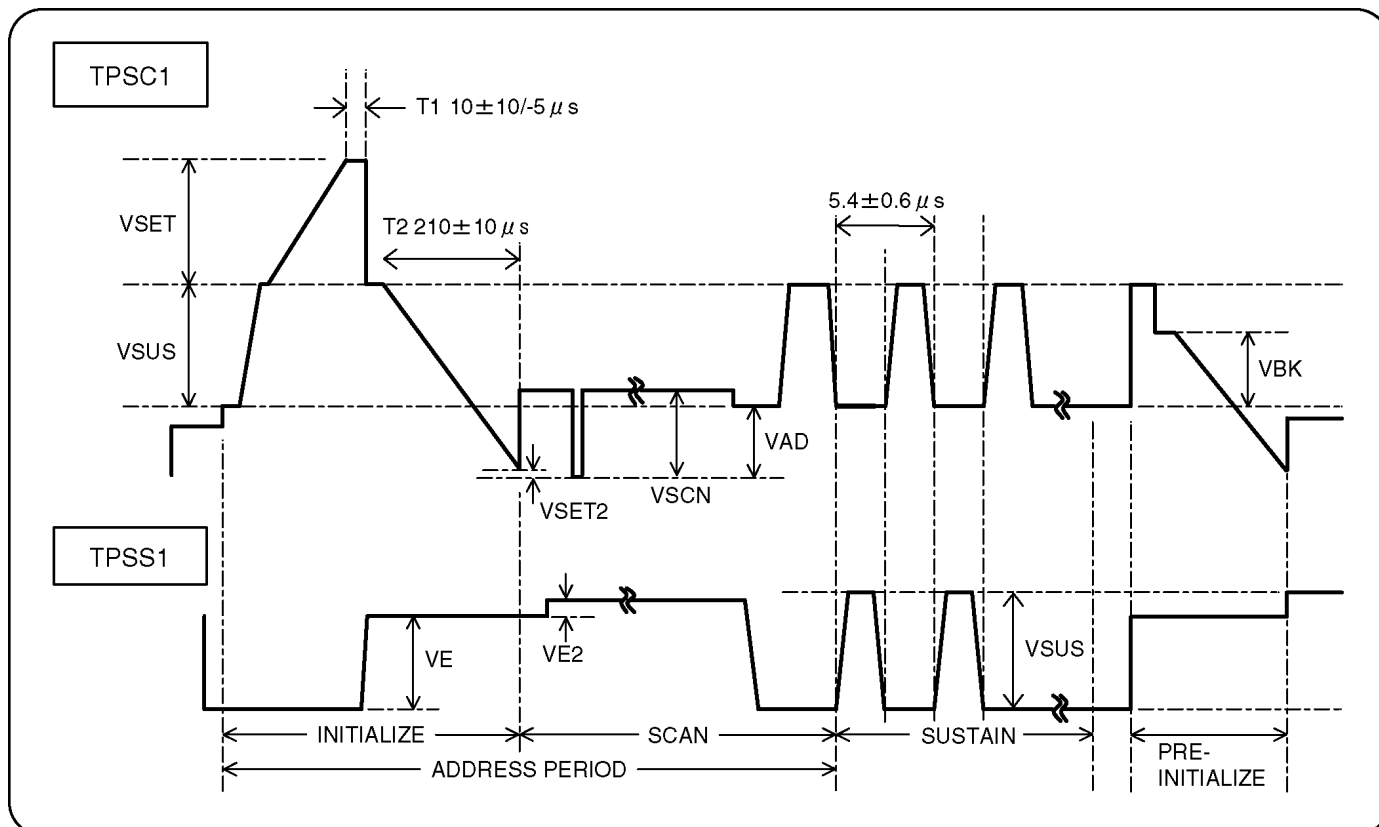 TPSC1
T1 10±10/-5μs
VSET
T2 210±10μs
5.4±0.6μs
VSUS
VBK
VAD
VSCN
VSET2
TPSS1
VE
VE2
VSUS
INITIALIZE
SCAN
SUSTAIN
PRE-
INITIALIZE
ADDRESS PERIOD